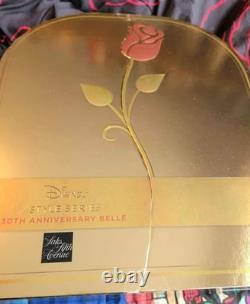 Disney
STYLE SERIES
30TH ANNIVERSARY BELLE
Saks
Fifth
Avenue